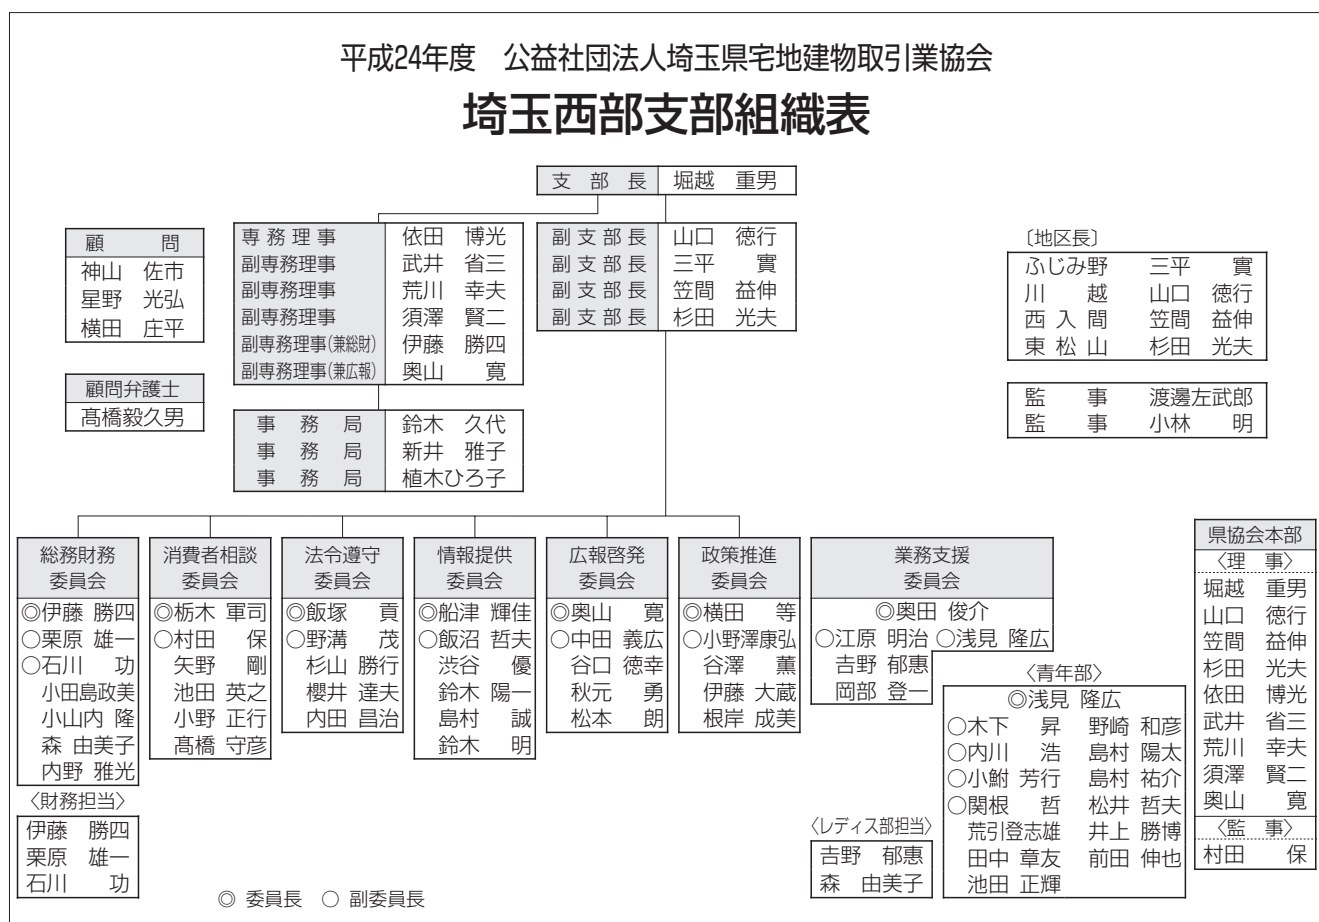 平成24年度　公益社団法人埼玉県宅地建物取引業協会
埼玉西部支部組織表
支部長　堀越　重男
顧問
神山　佐市
星野　光弘
横田　庄平
顧問弁護士
髙橋毅久男
専務理事　依田　博光
副専務理事　武井　省三
副専務理事　荒川　幸夫
副専務理事　須澤　賢二
副専務理事(兼総財)　伊藤　勝四
副専務理事(兼広報)　奥山　寛
事務局　鈴木　久代
事務局　新井　雅子
事務局　植木ひろ子
副支部長　山口　徳行
副支部長　三平　實
副支部長　笠間　益伸
副支部長　杉田　光夫
〔地区長〕
ふじみ野　三平　實
川越　山口　徳行
西入間　笠間　益伸
東松山　杉田　光夫
監事　渡邊左武郎
監事　小林　明
総務財務
委員会
◎伊藤 勝四
○栗原 雄一
○石川　功
小田島政美
小山内 隆
森 由美子
内野 雅光
〈財務担当〉
伊藤　勝四
栗原　雄一
石川　功
消費者相談
委員会
◎栃木 軍司
○村田　保
矢野　剛
池田 英之
小野 正行
髙橋 守彦
法令遵守
委員会
◎飯塚　貢
○野溝　茂
杉山 勝行
櫻井 達夫
内田 昌治
情報提供
委員会
◎船津 輝佳
○飯沼 哲夫
渋谷　優
鈴木 陽一
島村　誠
鈴木　明
広報啓発
委員会
◎奥山　寛
○中田 義広
谷口 徳幸
秋元　勇
松本　朗
政策推進
委員会
◎横田　等
○小野澤康弘
谷澤　薫
伊藤 大蔵
根岸 成美
業務支援
委員会
◎奥田 俊介
○江原 明治 ○浅見 隆広
吉野 郁惠
岡部 登一
〈レディス部担当〉
吉野　郁惠
森　由美子
〈青年部〉
◎浅見 隆広
○木下　昇　野崎 和彦
○内川　浩　島村 陽太
○小鮒 芳行　島村 祐介
○関根　哲　松井 哲夫
荒引登志雄　井上 勝博
田中 章友　前田 伸也
池田 正輝
県協会本部
〈理　事〉
堀越　重男
山口　徳行
笠間　益伸
杉田　光夫
依田　博光
武井　省三
荒川　幸夫
須澤　賢二
奥山　寛
〈監　事〉
村田　保
◎ 委員長　○ 副委員長